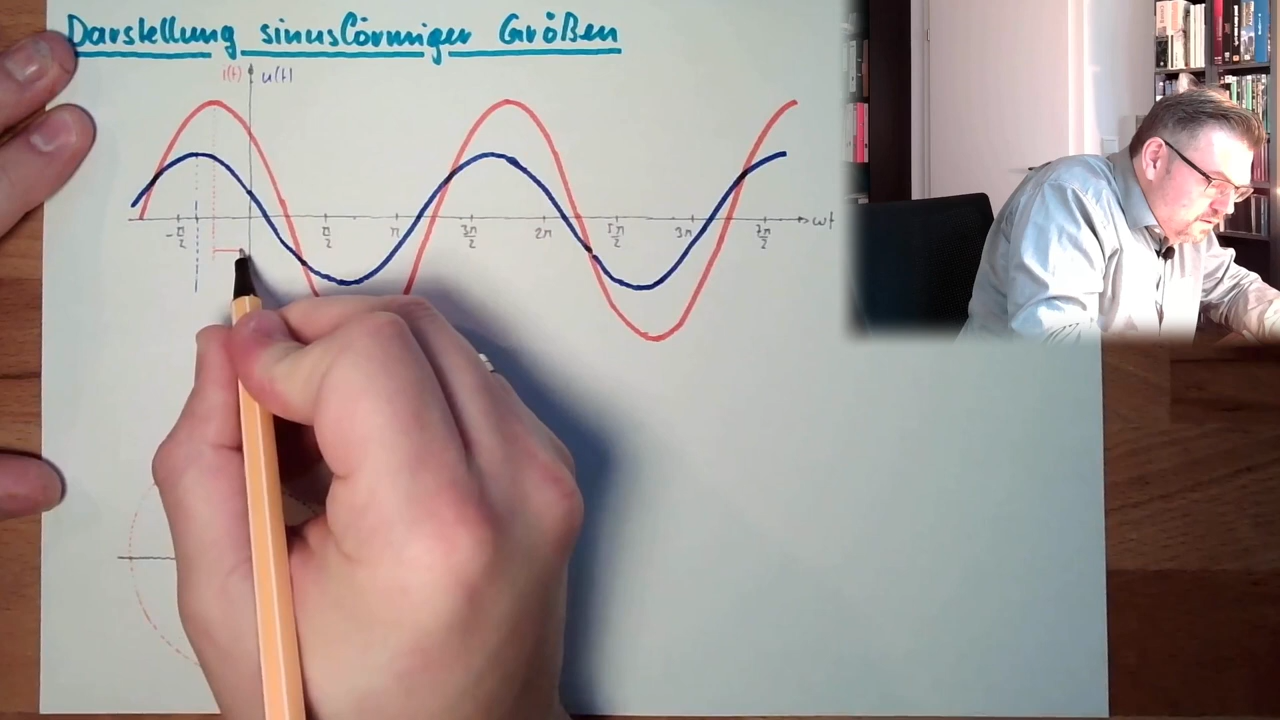 Darstellung sinusförmiger Größen
i(t) u(t)
-π/2 π/2 π 3π/2 2π 5π/2 3π 7π/2 ωt